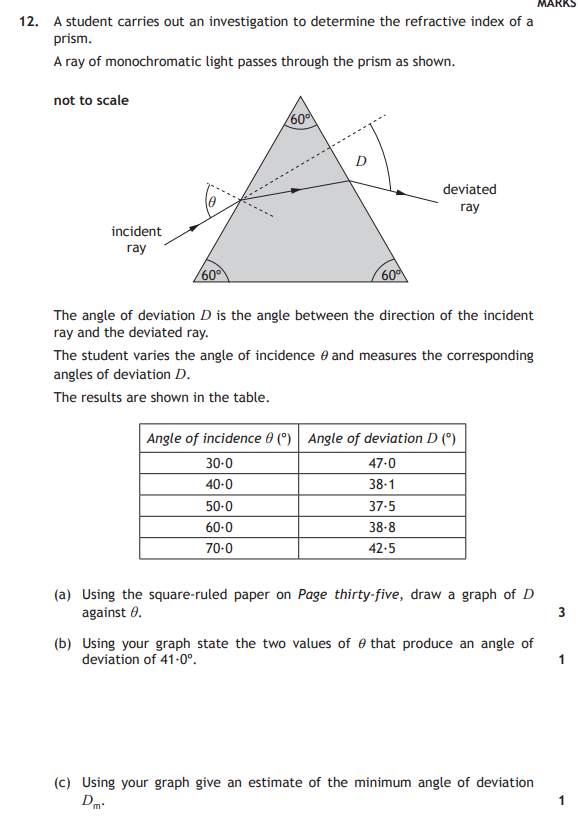 MARKS
12. A student carries out an investigation to determine the refractive index of a
prism.
A ray of monochromatic light passes through the prism as shown.
not to scale
60°
D
deviated
ray
θ
incident
ray
60°
60°
The angle of deviation D is the angle between the direction of the incident
ray and the deviated ray.
The student varies the angle of incidence θ and measures the corresponding
angles of deviation D.
The results are shown in the table.
Angle of incidence θ (°) Angle of deviation D (°)
30·0 47·0
40·0 38·1
50·0 37·5
60·0 38·8
70·0 42·5
(a) Using the square-ruled paper on Page thirty-five, draw a graph of D
against θ. 3
(b) Using your graph state the two values of θ that produce an angle of
deviation of 41·0°. 1
(c) Using your graph give an estimate of the minimum angle of deviation
Dm. 1